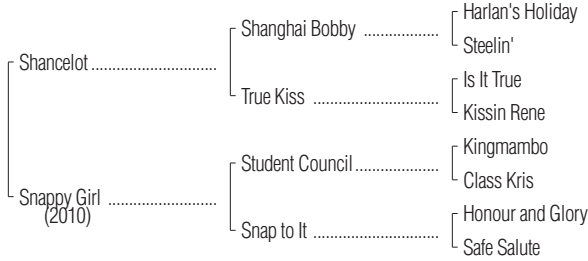 Harlan's Holiday
Shanghai Bobby ..................
Steelin'
Shancelot ..............................
Is It True
True Kiss ..............................
Kissin Rene
Kingmambo
Student Council ....................
Class Kris
Snappy Girl ..........................
(2010)
Honour and Glory
Snap to It ..............................
Safe Salute